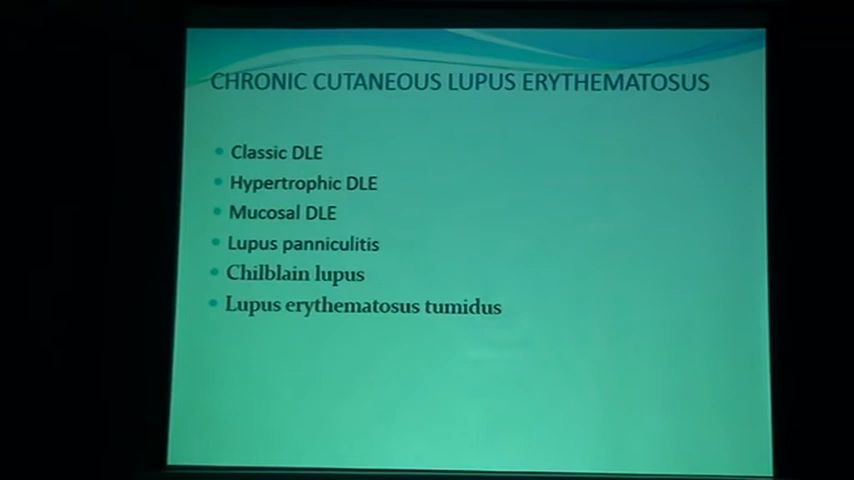 CHRONIC CUTANEOUS LUPUS ERYTHEMATOSUS
• Classic DLE
• Hypertrophic DLE
• Mucosal DLE
• Lupus panniculitis
• Chilblain lupus
• Lupus erythematosus tumidus